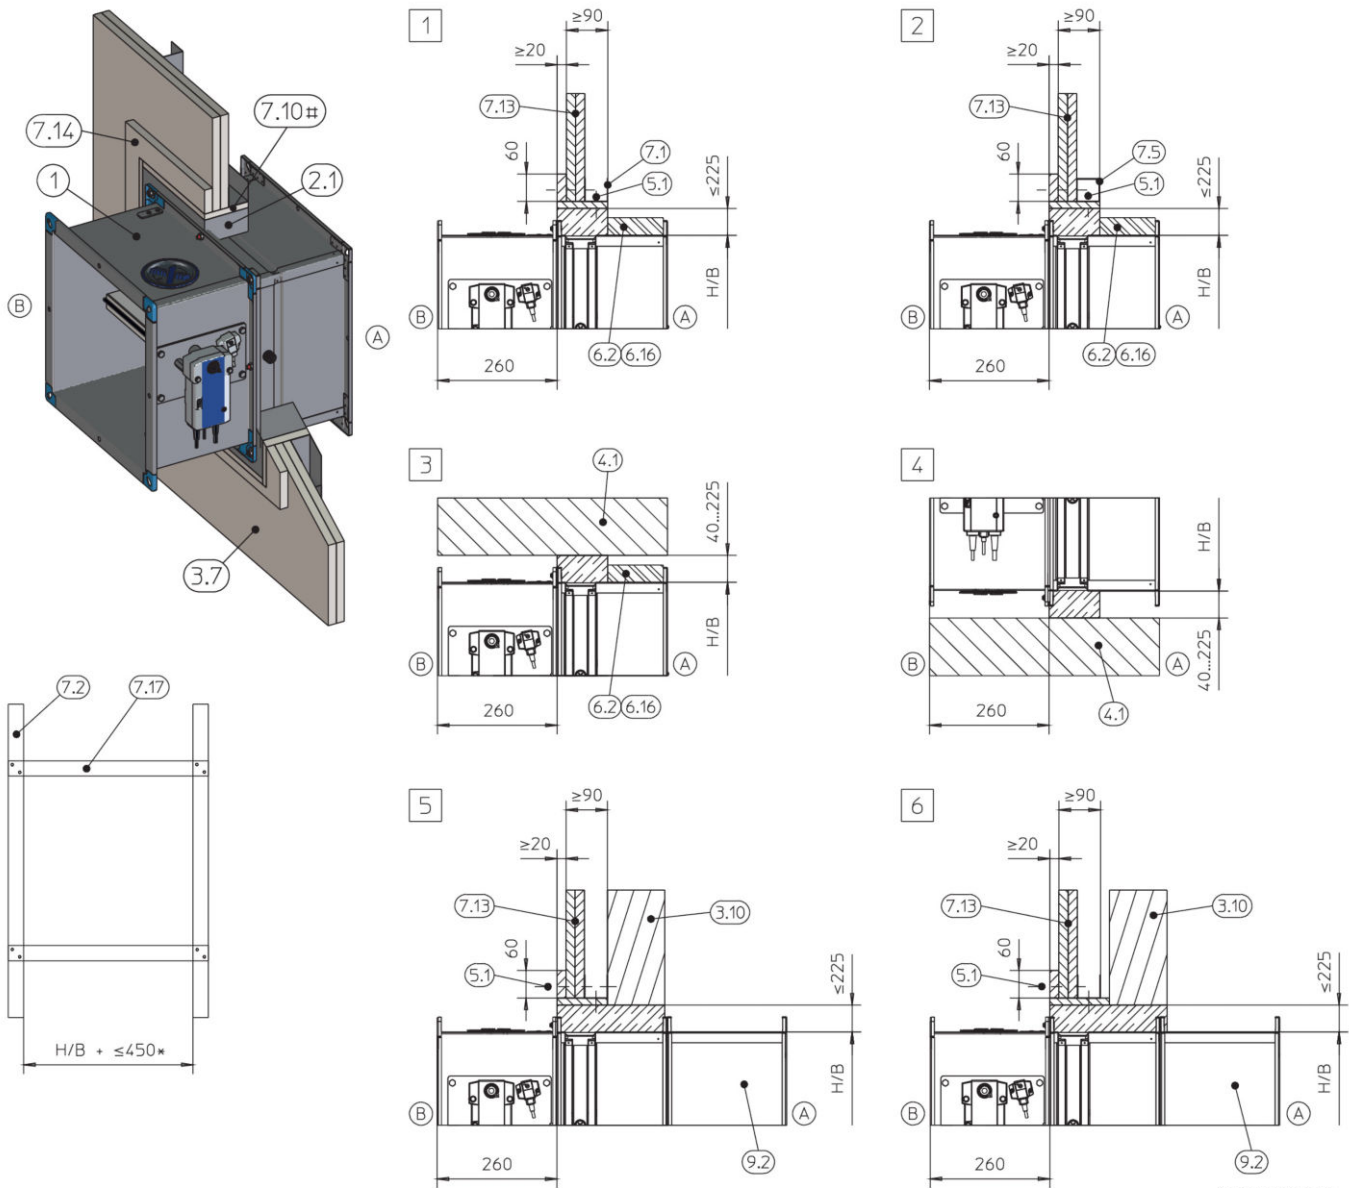 7.10#
7.14
1
2.1
B
A
3.7
7.2
7.17
H/B + ≤450*
1
≥90
≥20
7.13
60
7.1
5.1
≤225
H/B
B
A
6.2
6.16
260
2
≥90
≥20
7.13
60
7.5
5.1
≤225
H/B
B
A
6.2
6.16
260
3
4.1
40...225
H/B
B
A
6.2
6.16
260
4
H/B
40...225
B
A
4.1
260
5
≥90
≥20
7.13
3.10
60
5.1
≤225
H/B
B
A
9.2
260
6
≥90
≥20
7.13
3.10
60
5.1
≤225
H/B
B
A
9.2
260